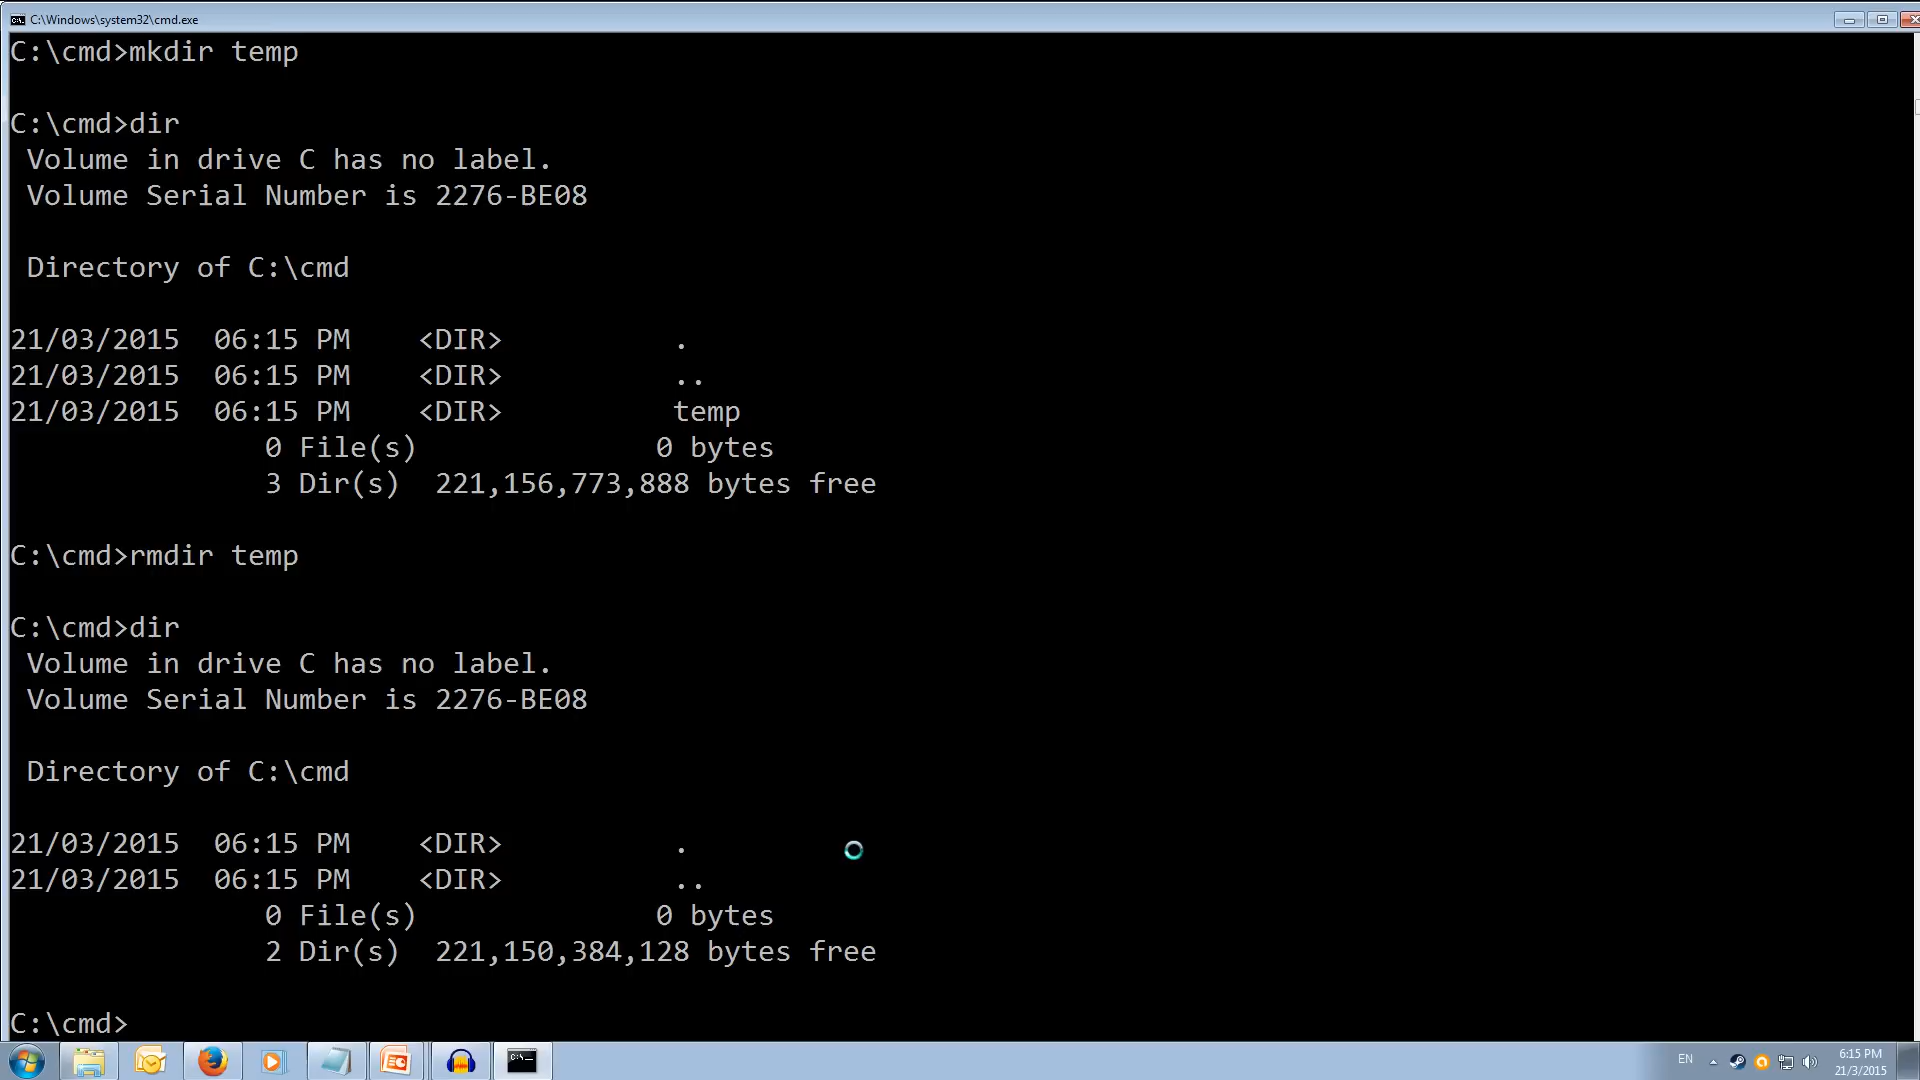 C:\Windows\system32\cmd.exe
C:\cmd>mkdir temp
C:\cmd>dir
Volume in drive C has no label.
Volume Serial Number is 2276-BE08
Directory of C:\cmd
21/03/2015  06:15 PM    <DIR>          .
21/03/2015  06:15 PM    <DIR>          ..
21/03/2015  06:15 PM    <DIR>          temp
0 File(s)              0 bytes
3 Dir(s)  221,156,773,888 bytes free
C:\cmd>rmdir temp
C:\cmd>dir
Volume in drive C has no label.
Volume Serial Number is 2276-BE08
Directory of C:\cmd
21/03/2015  06:15 PM    <DIR>          .
21/03/2015  06:15 PM    <DIR>          ..
0 File(s)              0 bytes
2 Dir(s)  221,150,384,128 bytes free
C:\cmd>
EN
6:15 PM
21/3/2015